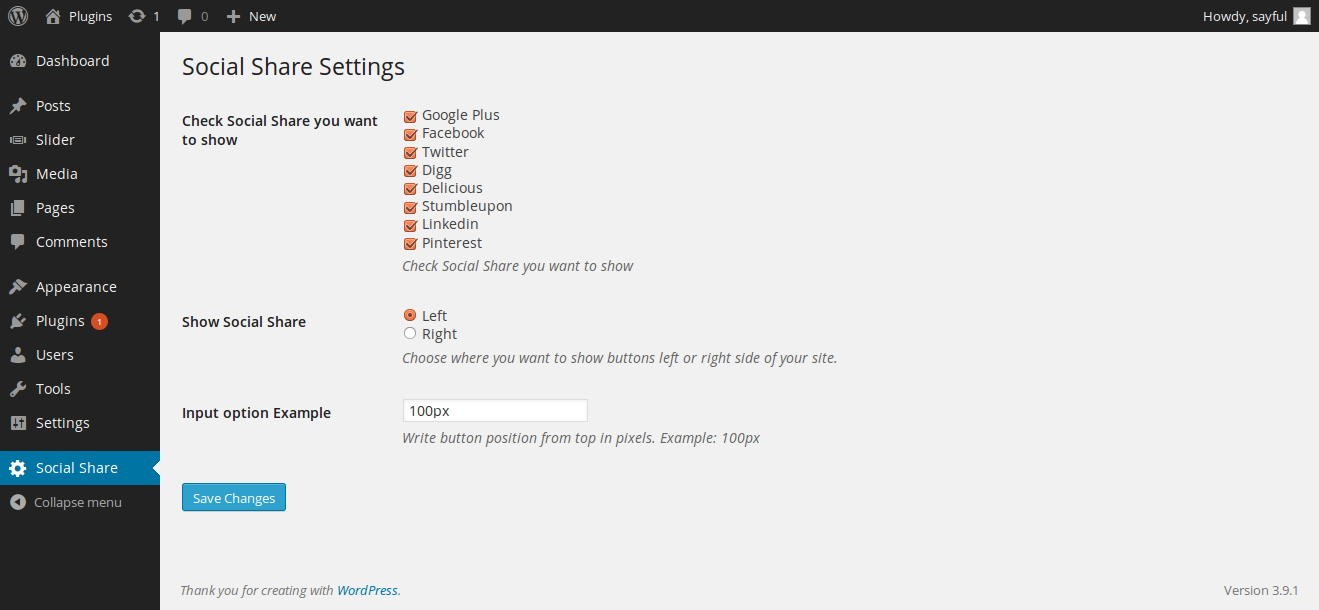 Plugins 1 0 New Howdy, sayful
Dashboard
Posts
Slider
Media
Pages
Comments
Appearance
Plugins 1
Users
Tools
Settings
Social Share
Collapse menu
Social Share Settings
Check Social Share you want
to show
Google Plus
Facebook
Twitter
Digg
Delicious
Stumbleupon
Linkedin
Pinterest
Check Social Share you want to show
Show Social Share
Left
Right
Choose where you want to show buttons left or right side of your site.
Input option Example
100px
Write button position from top in pixels. Example: 100px
Save Changes
Thank you for creating with WordPress. Version 3.9.1